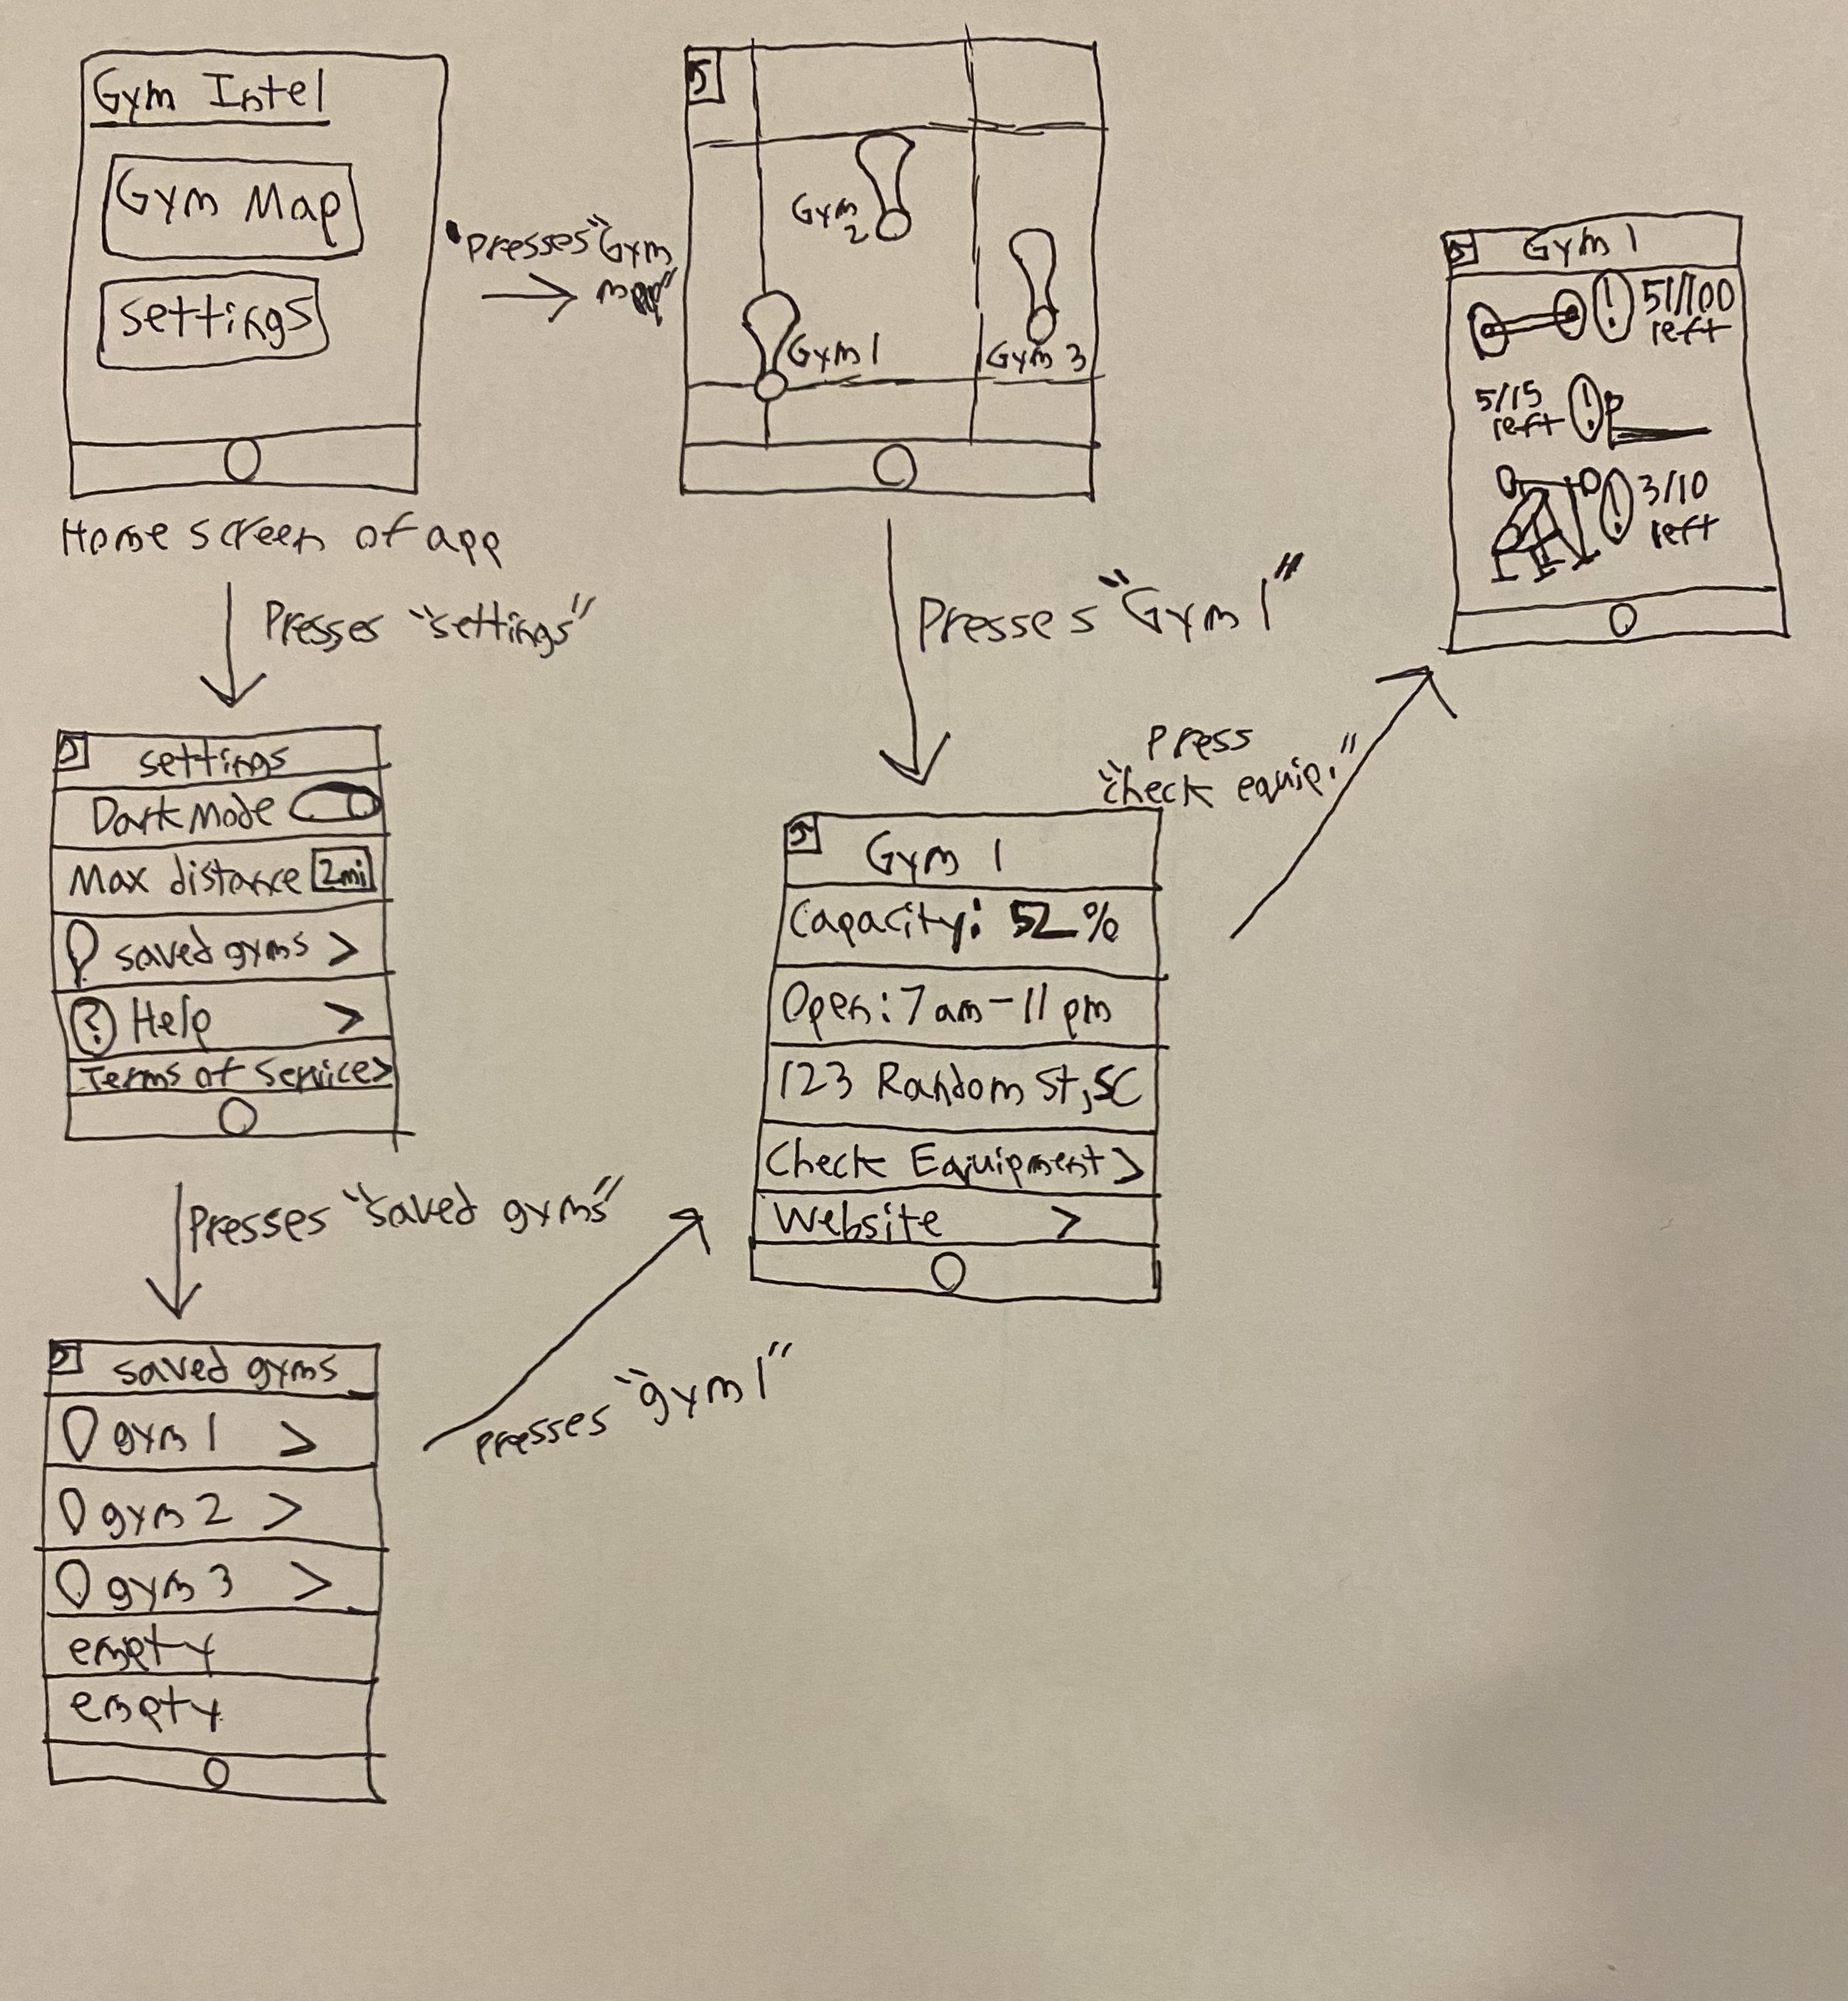 Gym Intel
Gym Map
settings
Home screen of app
Presses "Gym
map"
Gym
2
Gym 1
Gym 3
Presses "settings"
settings
Dark Mode
Max distance 2mi
saved gyms >
? Help >
Terms of Service >
Presses "saved gyms"
saved gyms
gym 1 >
gym 2 >
gym 3 >
empty
empty
Presses "gym 1"
Presses "Gym 1"
Gym 1
Capacity: 52 %
Open: 7 am - 11 pm
123 Random St, SC
Check Equipment >
Website >
Press
"check equip."
Gym 1
! 51/100
left
5/15
left !
! 3/10
left